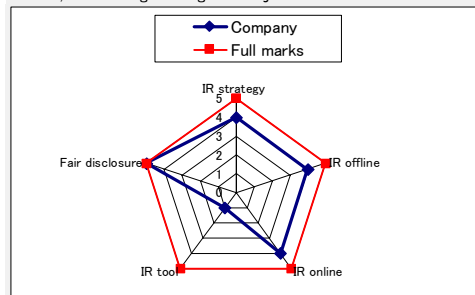 Company
Full marks
IR strategy
5
4
3
2
1
0
Fair disclosure
IR offline
IR tool
IR online